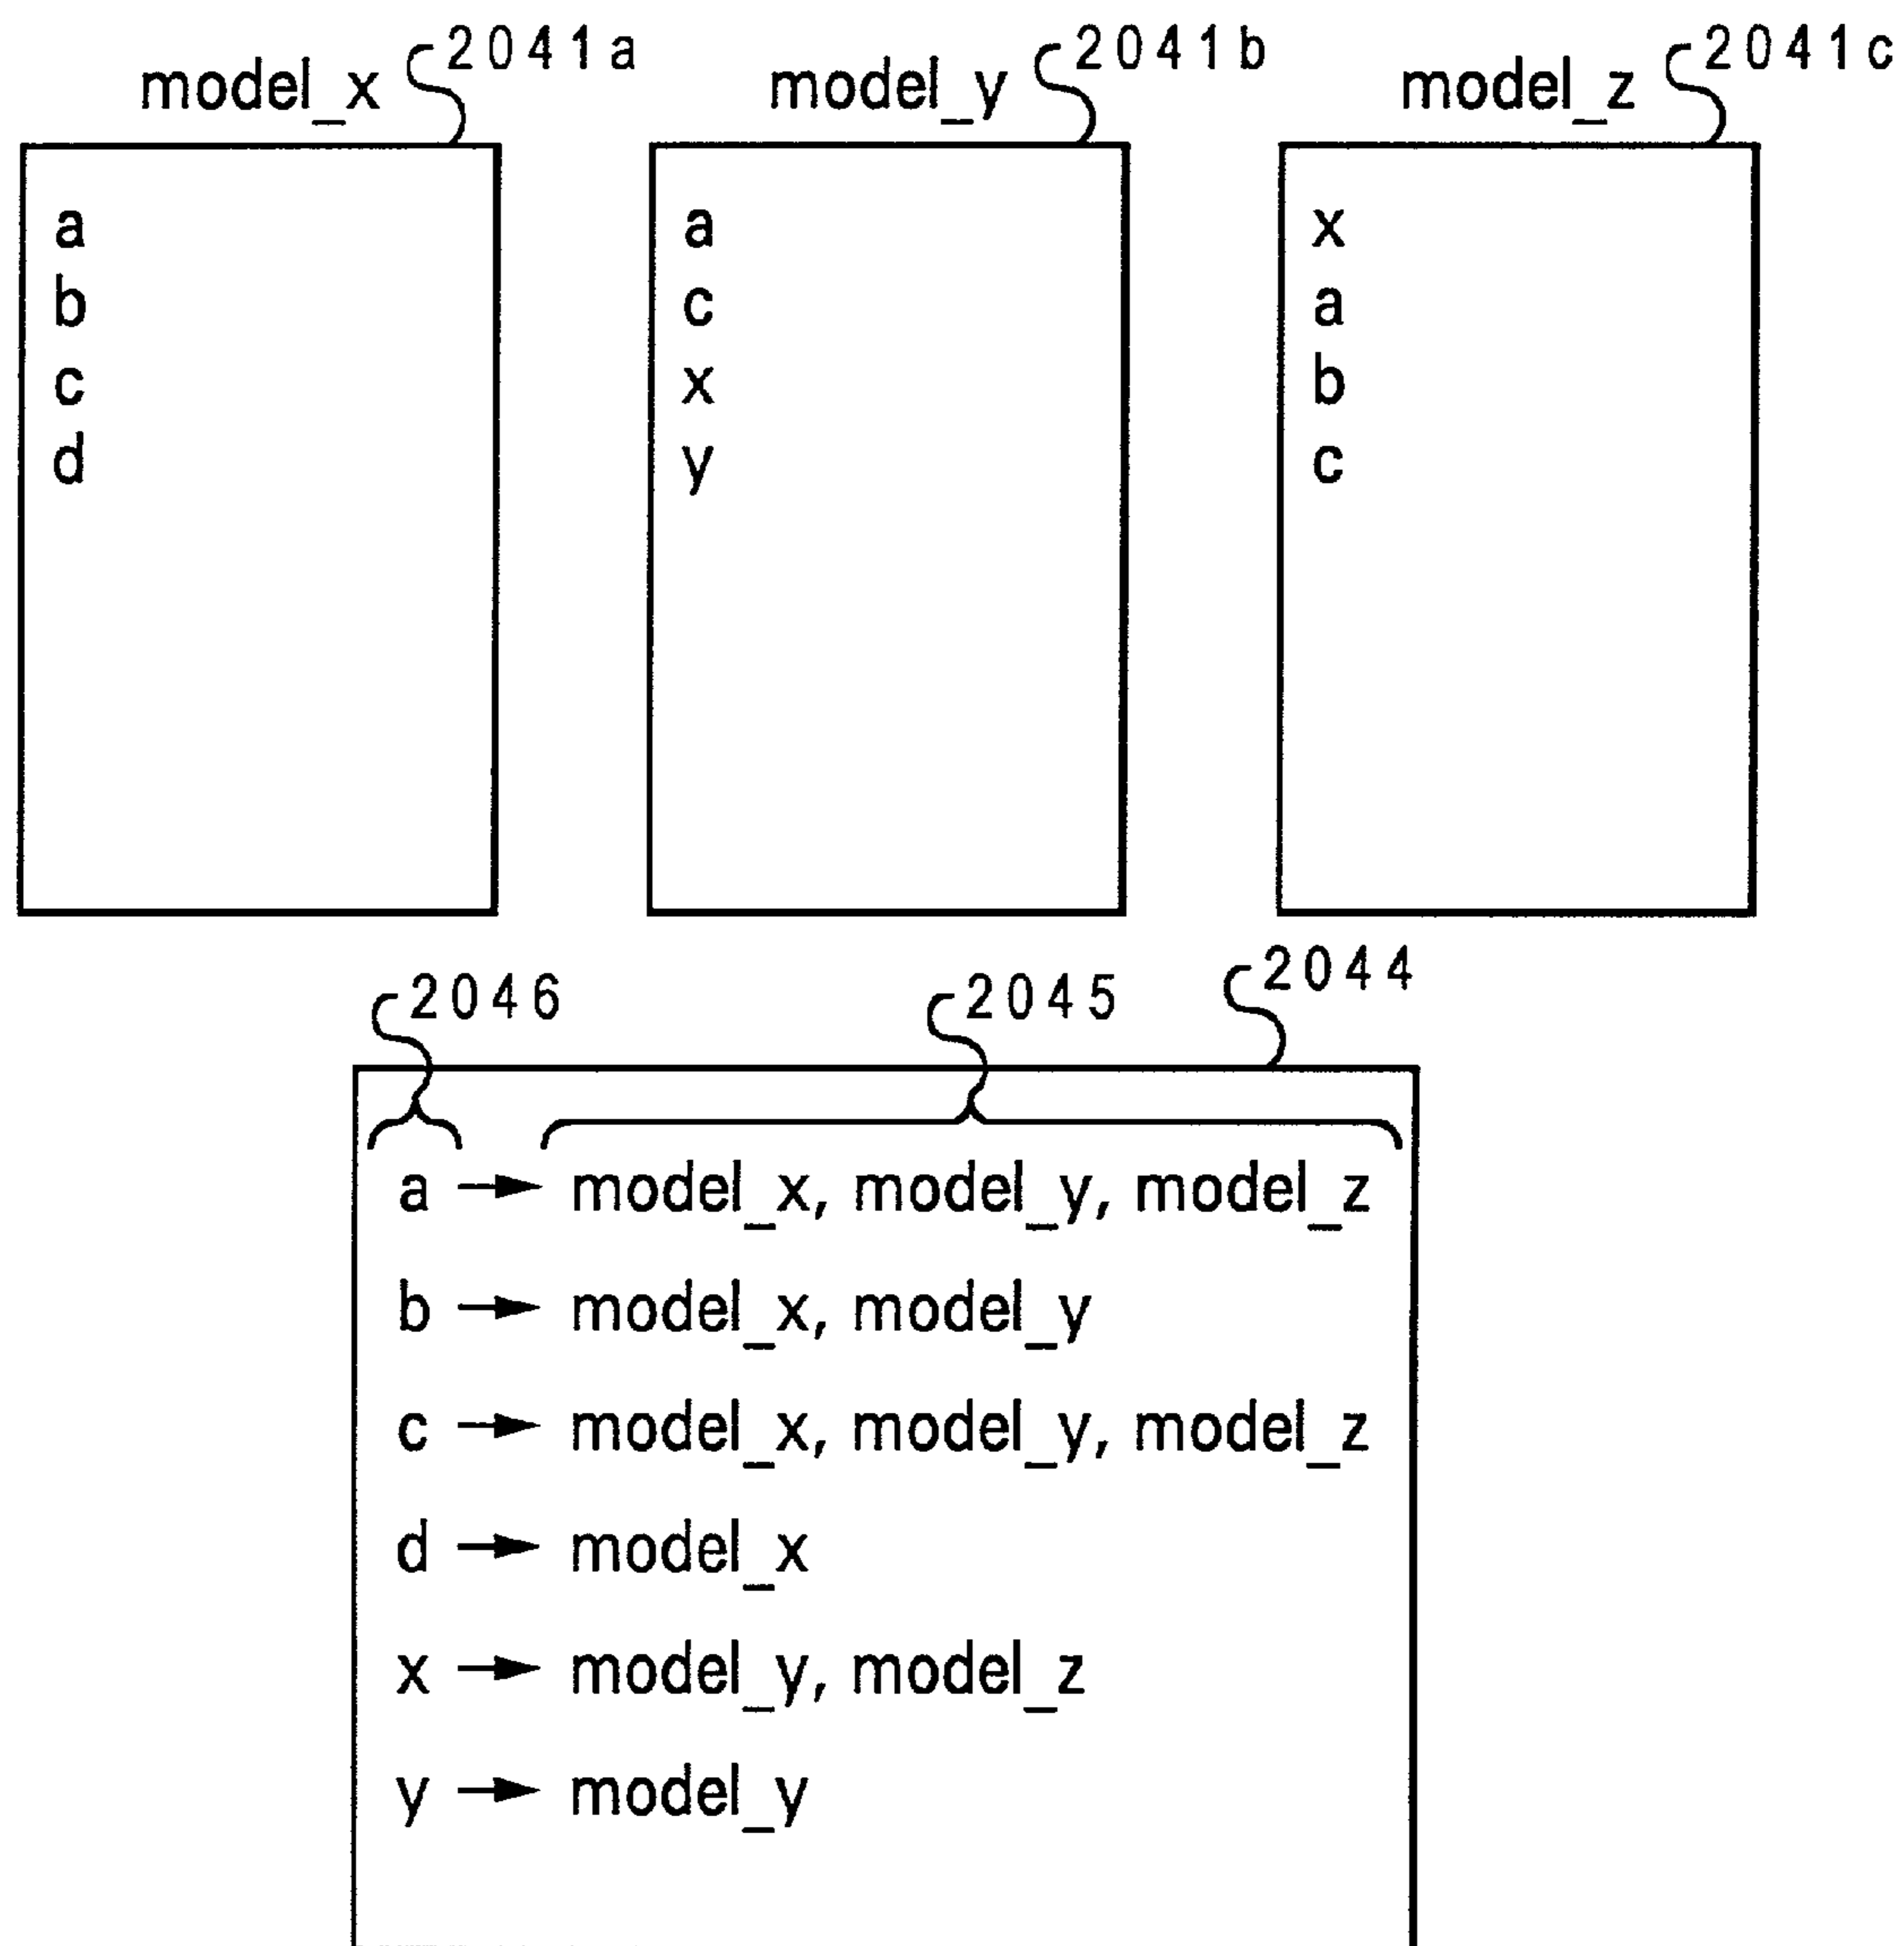 model_x 2041a model_y 2041b model_z 2041c
a a x
b c a
c x b
d y c
2046 2045 2044
a → model_x, model_y, model_z
b → model_x, model_y
c → model_x, model_y, model_z
d → model_x
x → model_y, model_z
y → model_y